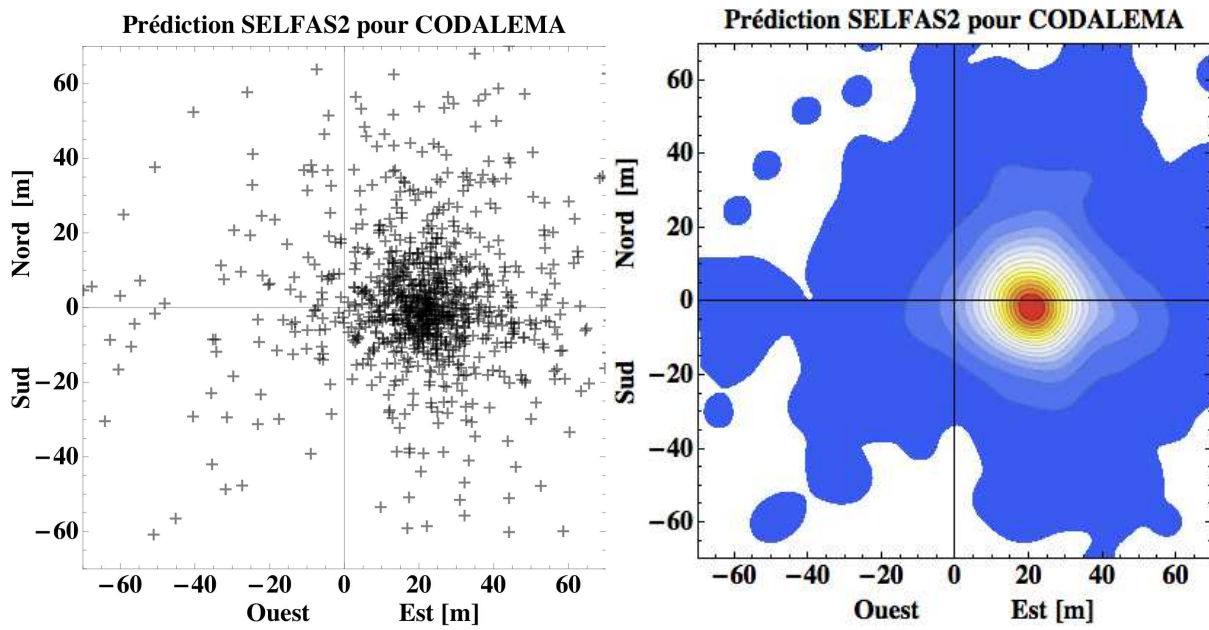 Prédiction SELFAS2 pour CODALEMA
60
40
20
0
−20
−40
−60
Sud Nord [m]
−60 −40 −20 0 20 40 60
Ouest Est [m]
Prédiction SELFAS2 pour CODALEMA
60
40
20
0
−20
−40
−60
Sud Nord [m]
−60 −40 −20 0 20 40 60
Ouest Est [m]